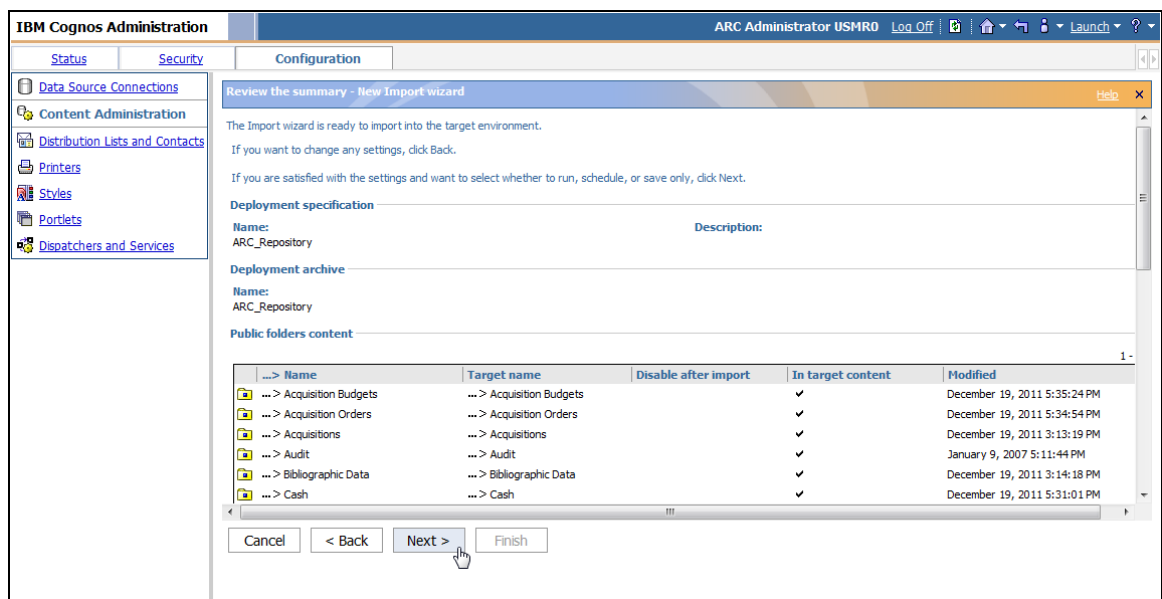 IBM Cognos Administration
ARC Administrator USMR0 Log Off Launch ?
Status Security Configuration
Data Source Connections
Content Administration
Distribution Lists and Contacts
Printers
Styles
Portlets
Dispatchers and Services
Review the summary - New Import wizard Help X
The Import wizard is ready to import into the target environment.
If you want to change any settings, click Back.
If you are satisfied with the settings and want to select whether to run, schedule, or save only, click Next.
Deployment specification
Name: Description:
ARC_Repository
Deployment archive
Name:
ARC_Repository
Public folders content
1 -
...> Name Target name Disable after import In target content Modified
...> Acquisition Budgets ...> Acquisition Budgets ✔ December 19, 2011 5:35:24 PM
...> Acquisition Orders ...> Acquisition Orders ✔ December 19, 2011 5:34:54 PM
...> Acquisitions ...> Acquisitions ✔ December 19, 2011 3:13:19 PM
...> Audit ...> Audit ✔ January 9, 2007 5:11:44 PM
...> Bibliographic Data ...> Bibliographic Data ✔ December 19, 2011 3:14:18 PM
...> Cash ...> Cash ✔ December 19, 2011 5:31:01 PM
Cancel < Back Next > Finish